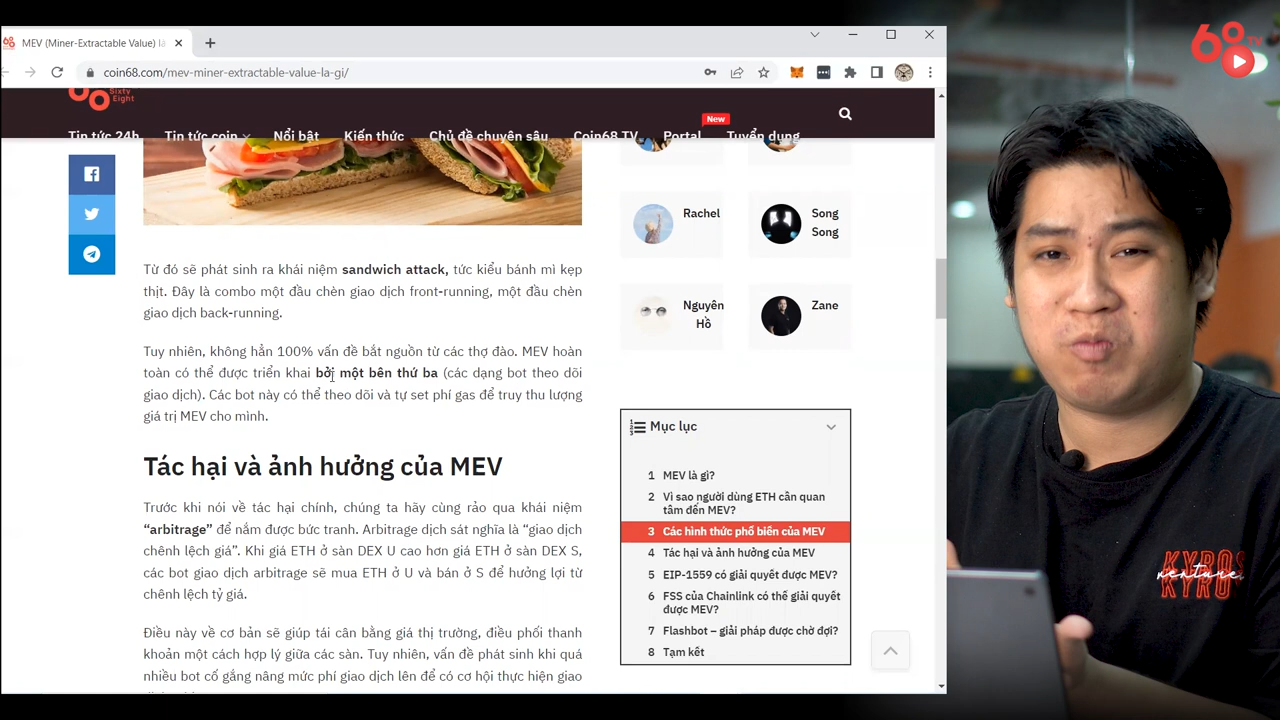 MEV (Miner-Extractable Value) là
coin68.com/mev-miner-extractable-value-la-gi/
68 TV
Sixty
Eight
New
Tin tức 24h Tin tức coin Nổi bật Kiến thức Chủ đề chuyên sâu Coin68 TV Portal Tuyển dụng
Từ đó sẽ phát sinh ra khái niệm sandwich attack, tức kiểu bánh mì kẹp
thịt. Đây là combo một đầu chèn giao dịch front-running, một đầu chèn
giao dịch back-running.
Tuy nhiên, không hẳn 100% vấn đề bắt nguồn từ các thợ đào. MEV hoàn
toàn có thể được triển khai bởi một bên thứ ba (các dạng bot theo dõi
giao dịch). Các bot này có thể theo dõi và tự set phí gas để truy thu lượng
giá trị MEV cho mình.
Tác hại và ảnh hưởng của MEV
Trước khi nói về tác hại chính, chúng ta hãy cùng rảo qua khái niệm
“arbitrage” để nắm được bức tranh. Arbitrage dịch sát nghĩa là “giao dịch
chênh lệch giá”. Khi giá ETH ở sàn DEX U cao hơn giá ETH ở sàn DEX S,
các bot giao dịch arbitrage sẽ mua ETH ở U và bán ở S để hưởng lợi từ
chênh lệch tỷ giá.
Điều này về cơ bản sẽ giúp tái cân bằng giá thị trường, điều phối thanh
khoản một cách hợp lý giữa các sàn. Tuy nhiên, vấn đề phát sinh khi quá
nhiều bot cố gắng nâng mức phí giao dịch lên để có cơ hội thực hiện giao
Rachel
Song
Song
Nguyên
Hồ
Zane
Mục lục
1 MEV là gì?
2 Vì sao người dùng ETH cần quan
tâm đến MEV?
3 Các hình thức phổ biến của MEV
4 Tác hại và ảnh hưởng của MEV
5 EIP-1559 có giải quyết được MEV?
6 FSS của Chainlink có thể giải quyết
được MEV?
7 Flashbot – giải pháp được chờ đợi?
8 Tạm kết
KYROS
venture
KYRO